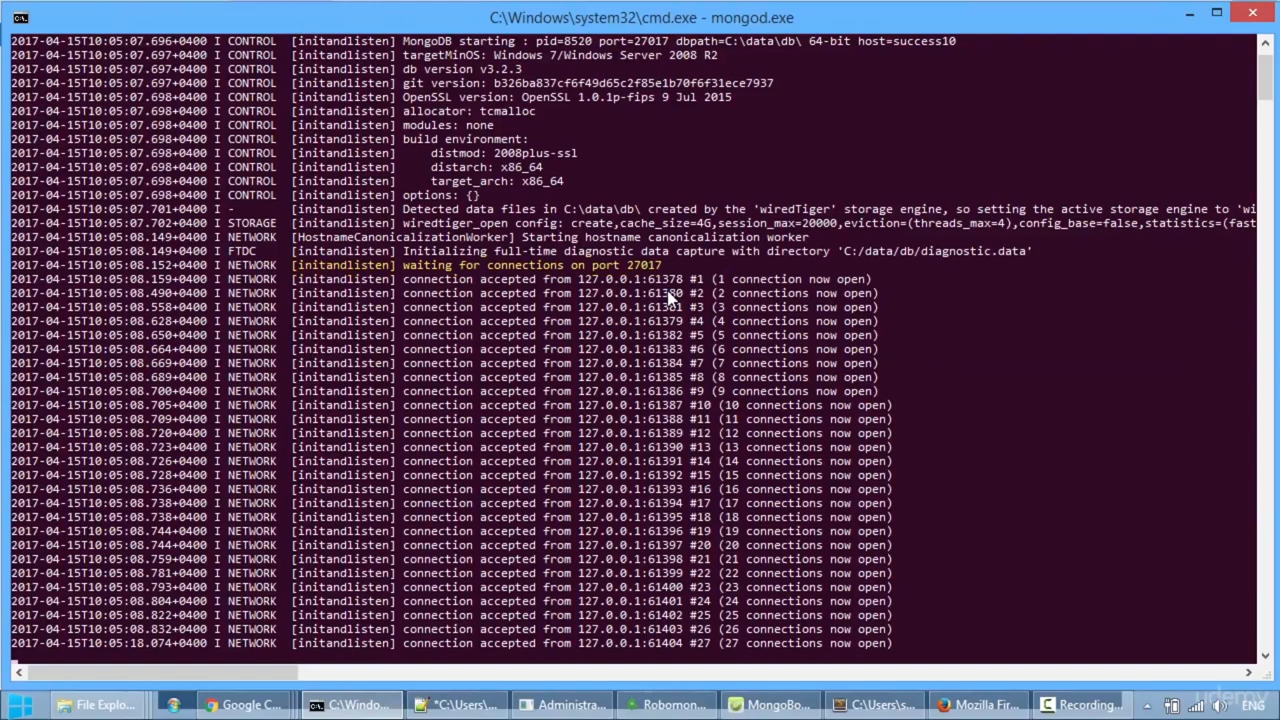 C:\Windows\system32\cmd.exe - mongod.exe
2017-04-15T10:05:07.696+0400 I CONTROL [initandlisten] MongoDB starting : pid=8520 port=27017 dbpath=C:\data\db\ 64-bit host=success10
2017-04-15T10:05:07.697+0400 I CONTROL [initandlisten] targetMinOS: Windows 7/Windows Server 2008 R2
2017-04-15T10:05:07.697+0400 I CONTROL [initandlisten] db version v3.2.3
2017-04-15T10:05:07.697+0400 I CONTROL [initandlisten] git version: b326ba837cf6f49d65c2f85e1b70f6f31ece7937
2017-04-15T10:05:07.698+0400 I CONTROL [initandlisten] OpenSSL version: OpenSSL 1.0.1p-fips 9 Jul 2015
2017-04-15T10:05:07.698+0400 I CONTROL [initandlisten] allocator: tcmalloc
2017-04-15T10:05:07.698+0400 I CONTROL [initandlisten] modules: none
2017-04-15T10:05:07.698+0400 I CONTROL [initandlisten] build environment:
2017-04-15T10:05:07.698+0400 I CONTROL [initandlisten] distmod: 2008plus-ssl
2017-04-15T10:05:07.698+0400 I CONTROL [initandlisten] distarch: x86_64
2017-04-15T10:05:07.698+0400 I CONTROL [initandlisten] target_arch: x86_64
2017-04-15T10:05:07.698+0400 I CONTROL [initandlisten] options: {}
2017-04-15T10:05:07.701+0400 I - [initandlisten] Detected data files in C:\data\db\ created by the 'wiredTiger' storage engine, so setting the active storage engine to 'wi
2017-04-15T10:05:07.702+0400 I STORAGE [initandlisten] wiredtiger_open config: create,cache_size=4G,session_max=20000,eviction=(threads_max=4),config_base=false,statistics=(fast
2017-04-15T10:05:08.149+0400 I NETWORK [HostnameCanonicalizationWorker] Starting hostname canonicalization worker
2017-04-15T10:05:08.149+0400 I FTDC [initandlisten] Initializing full-time diagnostic data capture with directory 'C:/data/db/diagnostic.data'
2017-04-15T10:05:08.152+0400 I NETWORK [initandlisten] waiting for connections on port 27017
2017-04-15T10:05:08.159+0400 I NETWORK [initandlisten] connection accepted from 127.0.0.1:61378 #1 (1 connection now open)
2017-04-15T10:05:08.490+0400 I NETWORK [initandlisten] connection accepted from 127.0.0.1:61380 #2 (2 connections now open)
2017-04-15T10:05:08.558+0400 I NETWORK [initandlisten] connection accepted from 127.0.0.1:61381 #3 (3 connections now open)
2017-04-15T10:05:08.628+0400 I NETWORK [initandlisten] connection accepted from 127.0.0.1:61379 #4 (4 connections now open)
2017-04-15T10:05:08.650+0400 I NETWORK [initandlisten] connection accepted from 127.0.0.1:61382 #5 (5 connections now open)
2017-04-15T10:05:08.664+0400 I NETWORK [initandlisten] connection accepted from 127.0.0.1:61383 #6 (6 connections now open)
2017-04-15T10:05:08.669+0400 I NETWORK [initandlisten] connection accepted from 127.0.0.1:61384 #7 (7 connections now open)
2017-04-15T10:05:08.689+0400 I NETWORK [initandlisten] connection accepted from 127.0.0.1:61385 #8 (8 connections now open)
2017-04-15T10:05:08.700+0400 I NETWORK [initandlisten] connection accepted from 127.0.0.1:61386 #9 (9 connections now open)
2017-04-15T10:05:08.705+0400 I NETWORK [initandlisten] connection accepted from 127.0.0.1:61387 #10 (10 connections now open)
2017-04-15T10:05:08.709+0400 I NETWORK [initandlisten] connection accepted from 127.0.0.1:61388 #11 (11 connections now open)
2017-04-15T10:05:08.720+0400 I NETWORK [initandlisten] connection accepted from 127.0.0.1:61389 #12 (12 connections now open)
2017-04-15T10:05:08.723+0400 I NETWORK [initandlisten] connection accepted from 127.0.0.1:61390 #13 (13 connections now open)
2017-04-15T10:05:08.726+0400 I NETWORK [initandlisten] connection accepted from 127.0.0.1:61391 #14 (14 connections now open)
2017-04-15T10:05:08.728+0400 I NETWORK [initandlisten] connection accepted from 127.0.0.1:61392 #15 (15 connections now open)
2017-04-15T10:05:08.736+0400 I NETWORK [initandlisten] connection accepted from 127.0.0.1:61393 #16 (16 connections now open)
2017-04-15T10:05:08.738+0400 I NETWORK [initandlisten] connection accepted from 127.0.0.1:61394 #17 (17 connections now open)
2017-04-15T10:05:08.738+0400 I NETWORK [initandlisten] connection accepted from 127.0.0.1:61395 #18 (18 connections now open)
2017-04-15T10:05:08.744+0400 I NETWORK [initandlisten] connection accepted from 127.0.0.1:61396 #19 (19 connections now open)
2017-04-15T10:05:08.744+0400 I NETWORK [initandlisten] connection accepted from 127.0.0.1:61397 #20 (20 connections now open)
2017-04-15T10:05:08.759+0400 I NETWORK [initandlisten] connection accepted from 127.0.0.1:61398 #21 (21 connections now open)
2017-04-15T10:05:08.781+0400 I NETWORK [initandlisten] connection accepted from 127.0.0.1:61399 #22 (22 connections now open)
2017-04-15T10:05:08.793+0400 I NETWORK [initandlisten] connection accepted from 127.0.0.1:61400 #23 (23 connections now open)
2017-04-15T10:05:08.804+0400 I NETWORK [initandlisten] connection accepted from 127.0.0.1:61401 #24 (24 connections now open)
2017-04-15T10:05:08.822+0400 I NETWORK [initandlisten] connection accepted from 127.0.0.1:61402 #25 (25 connections now open)
2017-04-15T10:05:08.832+0400 I NETWORK [initandlisten] connection accepted from 127.0.0.1:61403 #26 (26 connections now open)
2017-04-15T10:05:18.074+0400 I NETWORK [initandlisten] connection accepted from 127.0.0.1:61404 #27 (27 connections now open)
File Explo... Google C... C:\Windo... *C:\Users\... Administra... Robomon... MongoBo... C:\Users\s... Mozilla Fir... Recording... ENG
udemy